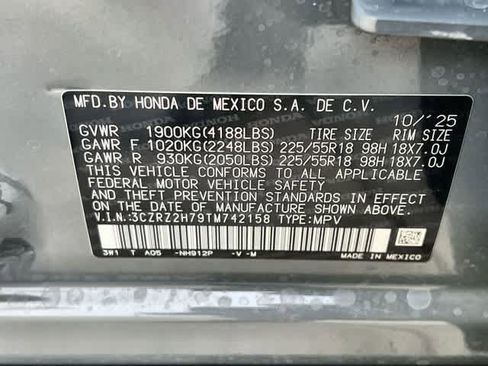 MFD.BY HONDA DE MEXICO S.A. DE C.V. 10/'25
GVWR 1900KG(4188LBS) TIRE SIZE RIM SIZE
GAWR F 1020KG(2248LBS) 225/55R18 98H 18X7.0J
GAWR R 930KG(2050LBS) 225/55R18 98H 18X7.0J
THIS VEHICLE CONFORMS TO ALL APPLICABLE
FEDERAL MOTOR VEHICLE SAFETY AND
THEFT PREVENTION STANDARDS IN EFFECT
ON THE DATE OF MANUFACTURE SHOWN ABOVE.
V.I.N.:3CZRZ2H79TM742158 TYPE:MPV
3W1 T A05 -NH912P -V -M MADE IN MEXICO